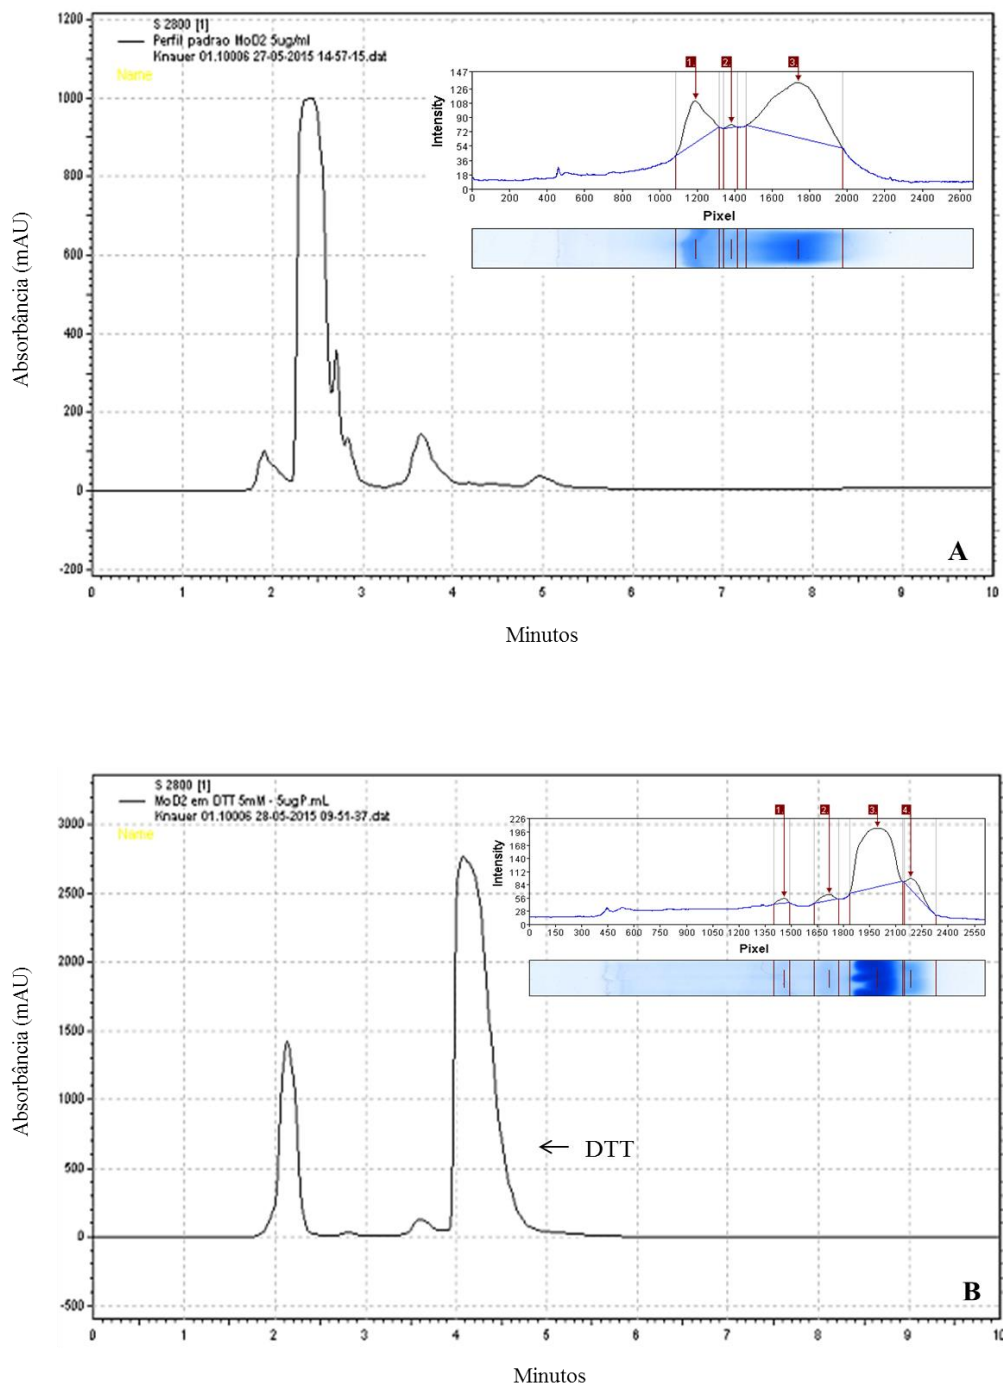 S 2800 [1]
Perfil padrao MoD2 5ug/ml
Knauer 01.10006 27-05-2015 14-57-15.dat
Name
1200
1000
800
600
400
200
0
-200
0 1 2 3 4 5 6 7 8 9 10
Absorbância (mAU)
Minutos
A
1 2 3
Intensity
147
126
108
90
72
54
36
18
0
0 200 400 600 800 1000 1200 1400 1600 1800 2000 2200 2400 2600
Pixel
S 2800 [1]
MoD2 em DTT 5mM - 5ugP.mL
Knauer 01.10006 28-05-2015 09-51-37.dat
Name
3000
2500
2000
1500
1000
500
0
-500
0 1 2 3 4 5 6 7 8 9 10
Absorbância (mAU)
Minutos
B
← DTT
1 2 3 4
Intensity
226
196
168
140
112
84
56
28
0
0 150 300 450 600 750 900 1050 1200 1350 1500 1650 1800 1950 2100 2250 2400 2550
Pixel